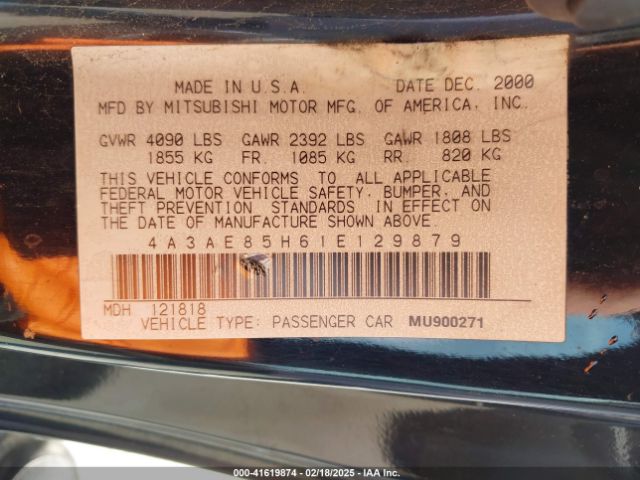 MADE IN U.S.A. DATE DEC. 2000
MFD BY MITSUBISHI MOTOR MFG. OF AMERICA, INC.
GVWR 4090 LBS GAWR 2392 LBS GAWR 1808 LBS
1855 KG FR. 1085 KG RR. 820 KG
THIS VEHICLE CONFORMS TO ALL APPLICABLE
FEDERAL MOTOR VEHICLE SAFETY, BUMPER, AND
THEFT PREVENTION STANDARDS IN EFFECT ON
THE DATE OF MANUFACTURE SHOWN ABOVE.
4A3AE85H61E129879
MDH 121818
VEHICLE TYPE: PASSENGER CAR MU900271
000-41619874 | 02/18/2025 - IAA Inc.